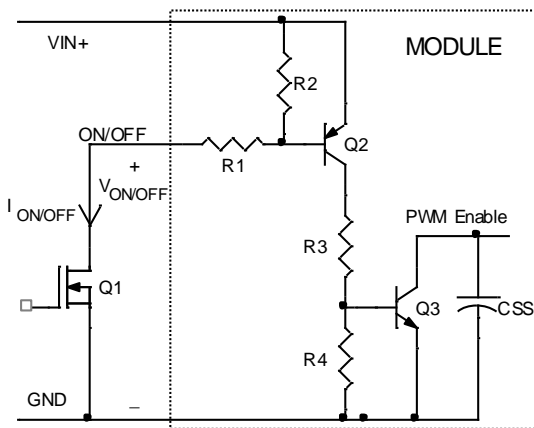 VIN+
MODULE
R2
ON/OFF
+
R1
Q2
V ON/OFF
I ON/OFF
PWM Enable
R3
Q1
Q3
CSS
R4
GND
_